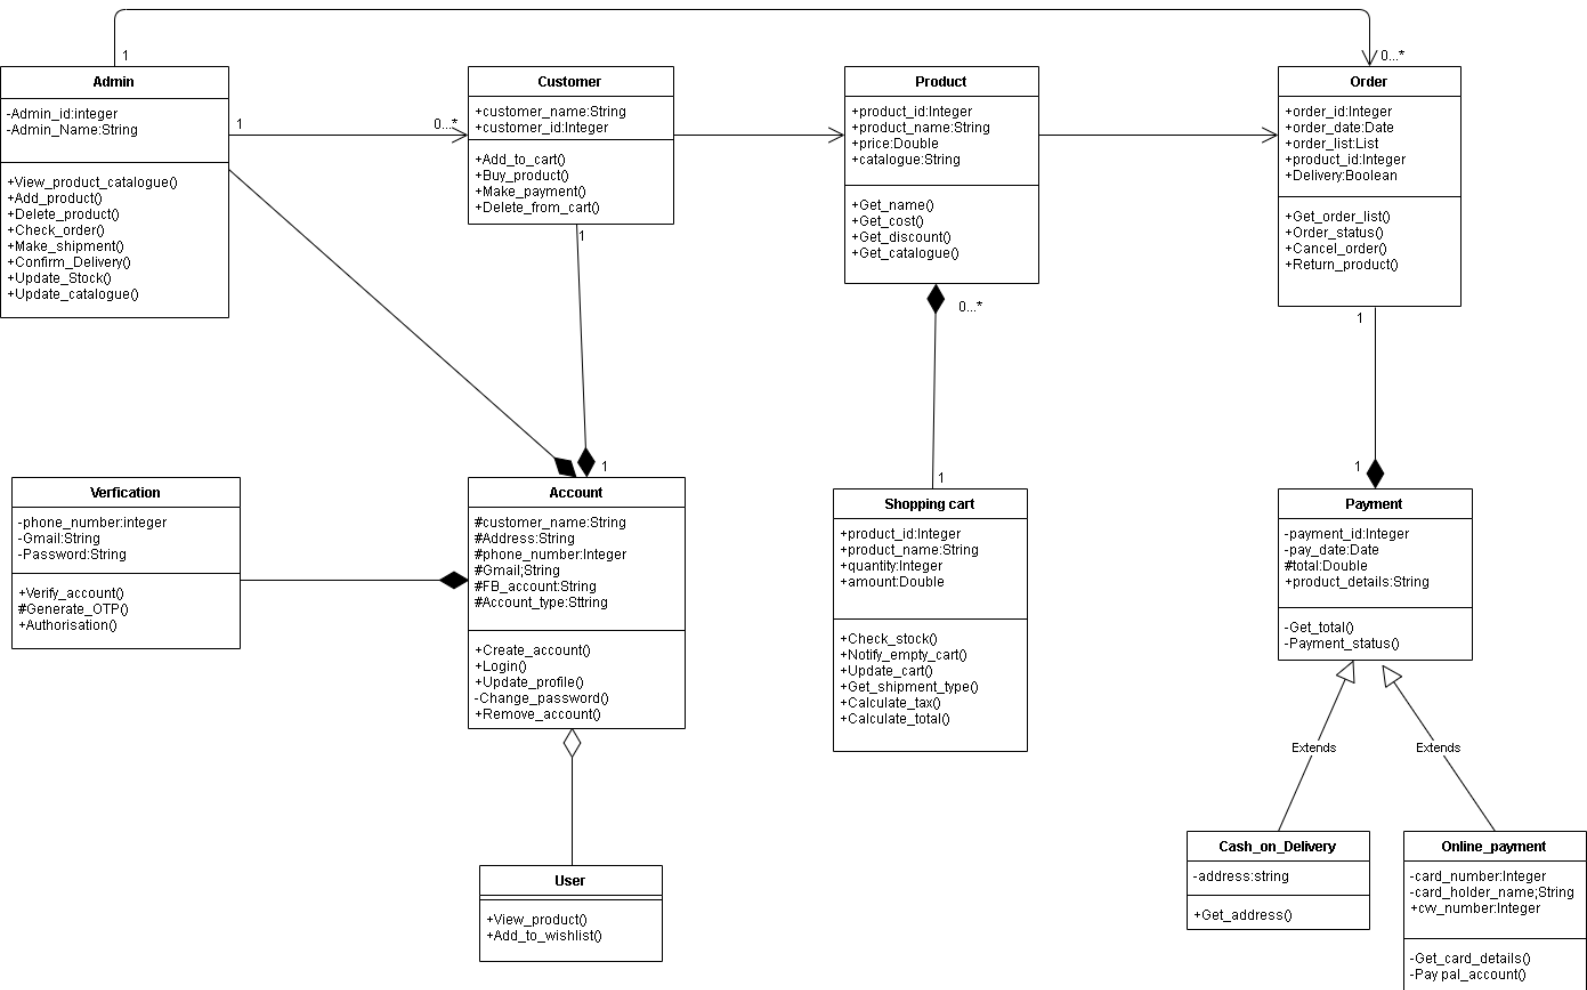 1
0...*
Admin
-Admin_id:integer
-Admin_Name:String
+View_product_catalogue()
+Add_product()
+Delete_product()
+Check_order()
+Make_shipment()
+Confirm_Delivery()
+Update_Stock()
+Update_catalogue()
1
0...*
Customer
+customer_name:String
+customer_id:Integer
+Add_to_cart()
+Buy_product()
+Make_payment()
+Delete_from_cart()
1
Product
+product_id:Integer
+product_name:String
+price:Double
+catalogue:String
+Get_name()
+Get_cost()
+Get_discount()
+Get_catalogue()
0...*
Order
+order_id:Integer
+order_date:Date
+order_list:List
+product_id:Integer
+Delivery:Boolean
+Get_order_list()
+Order_status()
+Cancel_order()
+Return_product()
1
Verfication
-phone_number:integer
-Gmail:String
-Password:String
+Verify_account()
#Generate_OTP()
+Authorisation()
1
Account
#customer_name:String
#Address:String
#phone_number:Integer
#Gmail;String
#FB_account:String
#Account_type:Sttring
+Create_account()
+Login()
+Update_profile()
-Change_password()
+Remove_account()
1
Shopping cart
+product_id:Integer
+product_name:String
+quantity:Integer
+amount:Double
+Check_stock()
+Notify_empty_cart()
+Update_cart()
+Get_shipment_type()
+Calculate_tax()
+Calculate_total()
1
Payment
-payment_id:Integer
-pay_date:Date
#total:Double
+product_details:String
-Get_total()
-Payment_status()
Extends
Extends
User
+View_product()
+Add_to_wishlist()
Cash_on_Delivery
-address:string
+Get_address()
Online_payment
-card_number:Integer
-card_holder_name;String
+cvv_number:Integer
-Get_card_details()
-Pay pal_account()